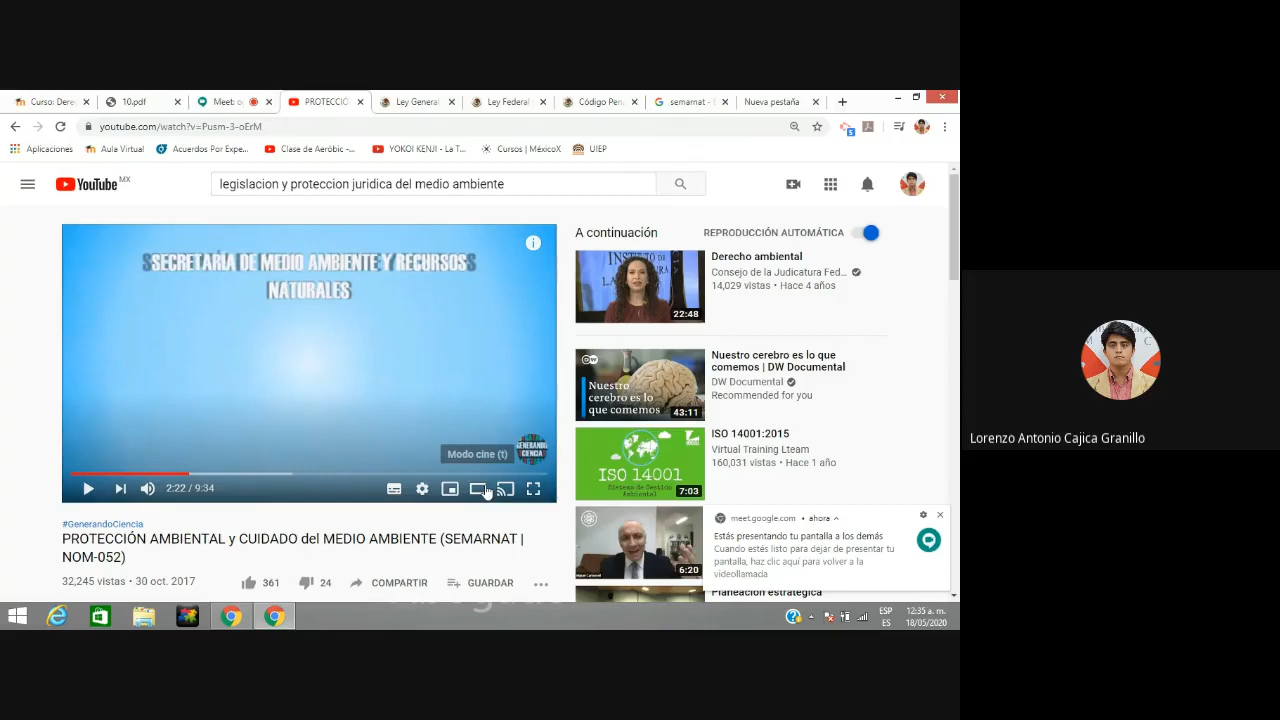 Curso: Dere
10.pdf
Meet: o
PROTECCIÓ
Ley General
Ley Federal
Código Pen
semarnat -
Nueva pestaña
youtube.com/watch?v=Pusm-3-oErM
5
Aplicaciones
Aula Virtual
Acuerdos Por Expe...
Clase de Aeróbic -...
YOKOI KENJI - La T...
Cursos | MéxicoX
UIEP
YouTube MX
legislacion y proteccion juridica del medio ambiente
SECRETARÍA DE MEDIO AMBIENTE Y RECURSOS
NATURALES
GENERANDO
CIENCIA
Modo cine (t)
2:22 / 9:34
#GenerandoCiencia
PROTECCIÓN AMBIENTAL y CUIDADO del MEDIO AMBIENTE (SEMARNAT |
NOM-052)
32,245 vistas • 30 oct. 2017
361
24
COMPARTIR
GUARDAR
A continuación
REPRODUCCIÓN AUTOMÁTICA
22:48
Derecho ambiental
Consejo de la Judicatura Fed...
14,029 vistas • Hace 4 años
DW
Nuestro
cerebro es lo
que comemos
43:11
Nuestro cerebro es lo que
comemos | DW Documental
DW Documental
Recommended for you
ISO 14001
Sistema de Gestión
Ambiental
7:03
ISO 14001:2015
Virtual Training Lteam
160,031 vistas • Hace 1 año
6:20
meet.google.com • ahora
Estás presentando tu pantalla a los demás
Cuando estés listo para dejar de presentar tu
pantalla, haz clic aquí para volver a la
videollamada
Planeación estratégica
ESP
ES
12:35 a. m.
18/05/2020
Lorenzo Antonio Cajica Granillo